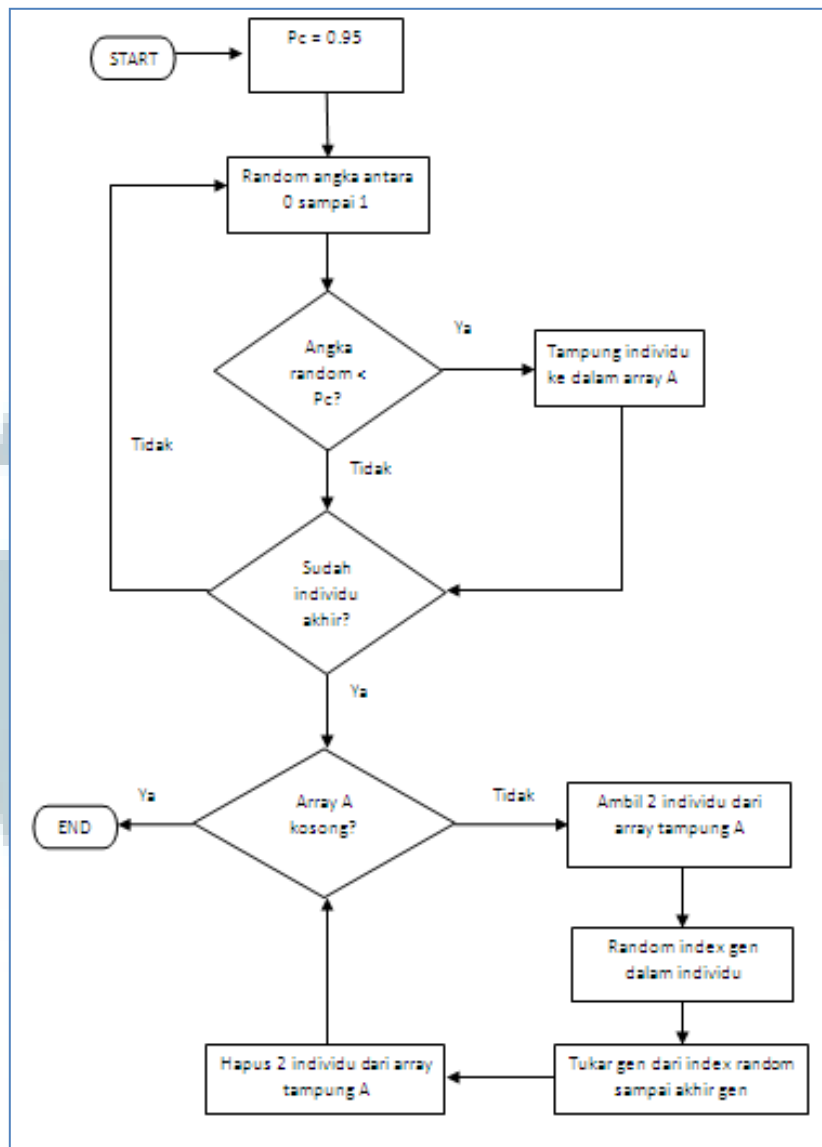 START
Pc = 0.95
Random angka antara
0 sampai 1
Angka
random <
Pc?
Ya
Tampung individu
ke dalam array A
Tidak
Tidak
Sudah
individu
akhir?
Ya
Array A
kosong?
Ya
END
Tidak
Ambil 2 individu dari
array tampung A
Random index gen
dalam individu
Tukar gen dari index random
sampai akhir gen
Hapus 2 individu dari array
tampung A